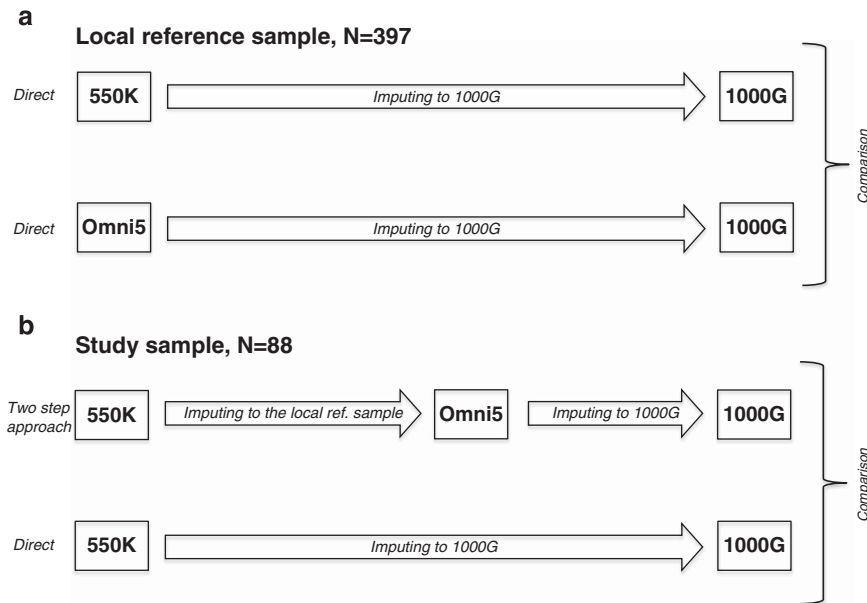 a
Local reference sample, N=397
Direct
550K
Imputing to 1000G
1000G
Direct
Omni5
Imputing to 1000G
1000G
Comparison
b
Study sample, N=88
Two step
approach
550K
Imputing to the local ref. sample
Omni5
Imputing to 1000G
1000G
Direct
550K
Imputing to 1000G
1000G
Comparison